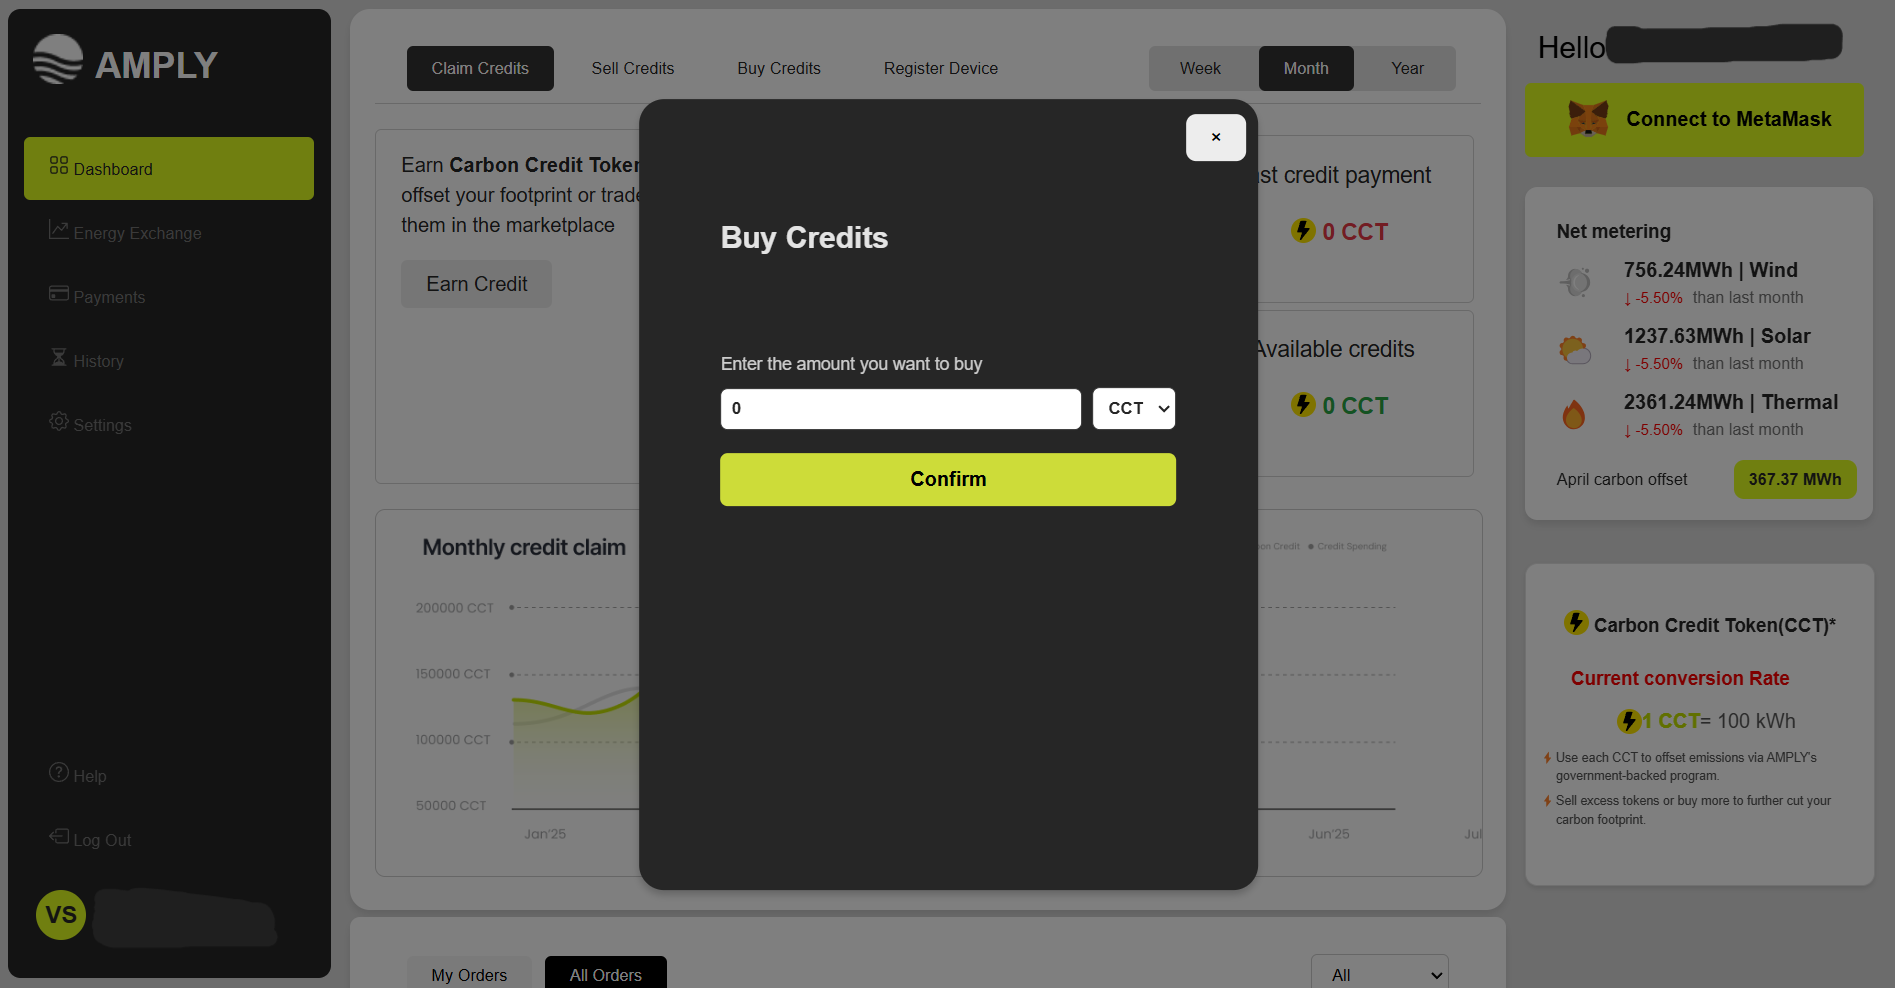 AMPLY
Dashboard
Energy Exchange
Payments
History
Settings
Help
Log Out
VS
Claim Credits
Sell Credits
Buy Credits
Register Device
Week
Month
Year
Earn Carbon Credit Token
offset your footprint or trade
them in the marketplace
Earn Credit
st credit payment
0 CCT
Available credits
0 CCT
Monthly credit claim
on Credit
Credit Spending
200000 CCT
150000 CCT
100000 CCT
50000 CCT
Jan'25
Jun'25
Jul
×
Buy Credits
Enter the amount you want to buy
0
CCT
Confirm
My Orders
All Orders
All
Hello
Connect to MetaMask
Net metering
756.24MWh | Wind
↓ -5.50% than last month
1237.63MWh | Solar
↓ -5.50% than last month
2361.24MWh | Thermal
↓ -5.50% than last month
April carbon offset
367.37 MWh
Carbon Credit Token(CCT)*
Current conversion Rate
1 CCT= 100 kWh
Use each CCT to offset emissions via AMPLY's
government-backed program.
Sell excess tokens or buy more to further cut your
carbon footprint.